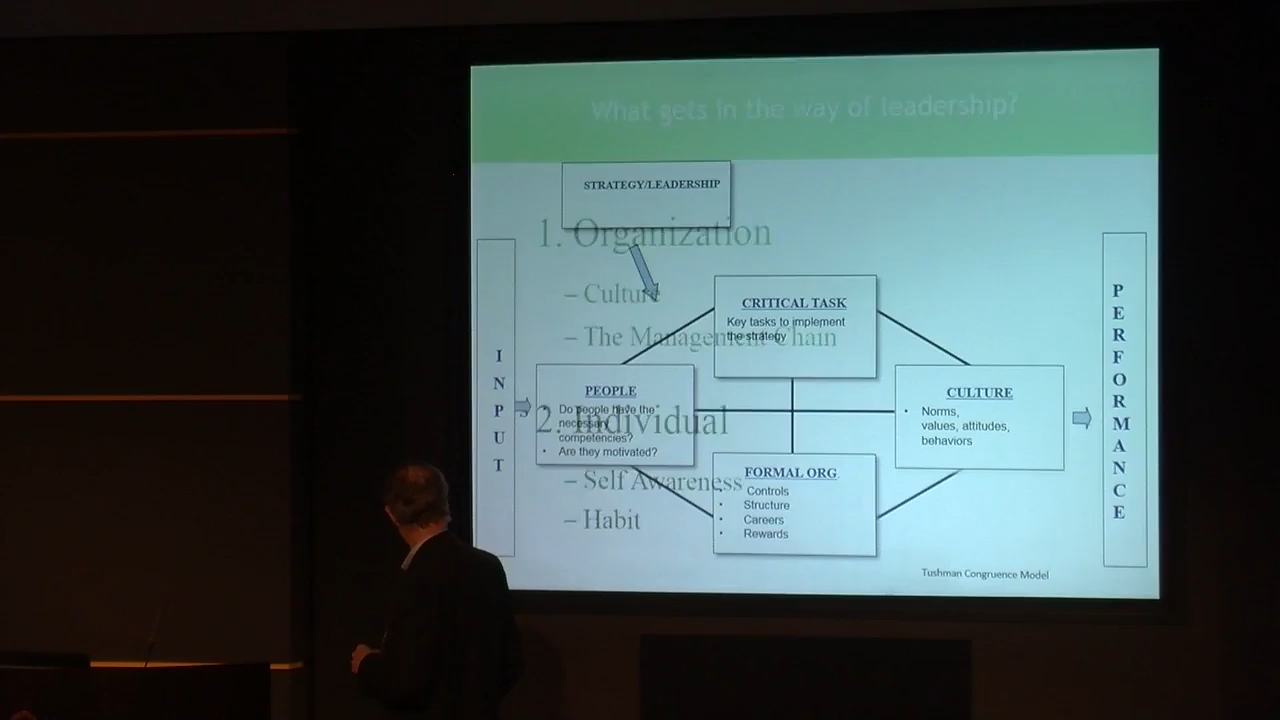 What gets in the way of leadership?
STRATEGY/LEADERSHIP
1. Organization
– Culture
– The Management Chain
2. Individual
– Self Awareness
– Habit
INPUT
CRITICAL TASK
Key tasks to implement
the strategy
PEOPLE
• Do people have the
necessary
competencies?
• Are they motivated?
CULTURE
• Norms,
values, attitudes,
behaviors
FORMAL ORG
Controls
• Structure
• Careers
• Rewards
PERFORMANCE
Tushman Congruence Model